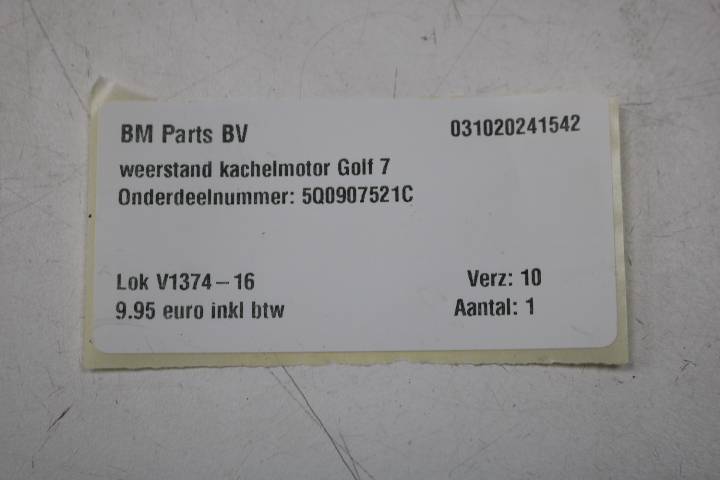 BM Parts BV 031020241542
weerstand kachelmotor Golf 7
Onderdeelnummer: 5Q0907521C
Lok V1374-16 Verz: 10
9.95 euro inkl btw Aantal: 1